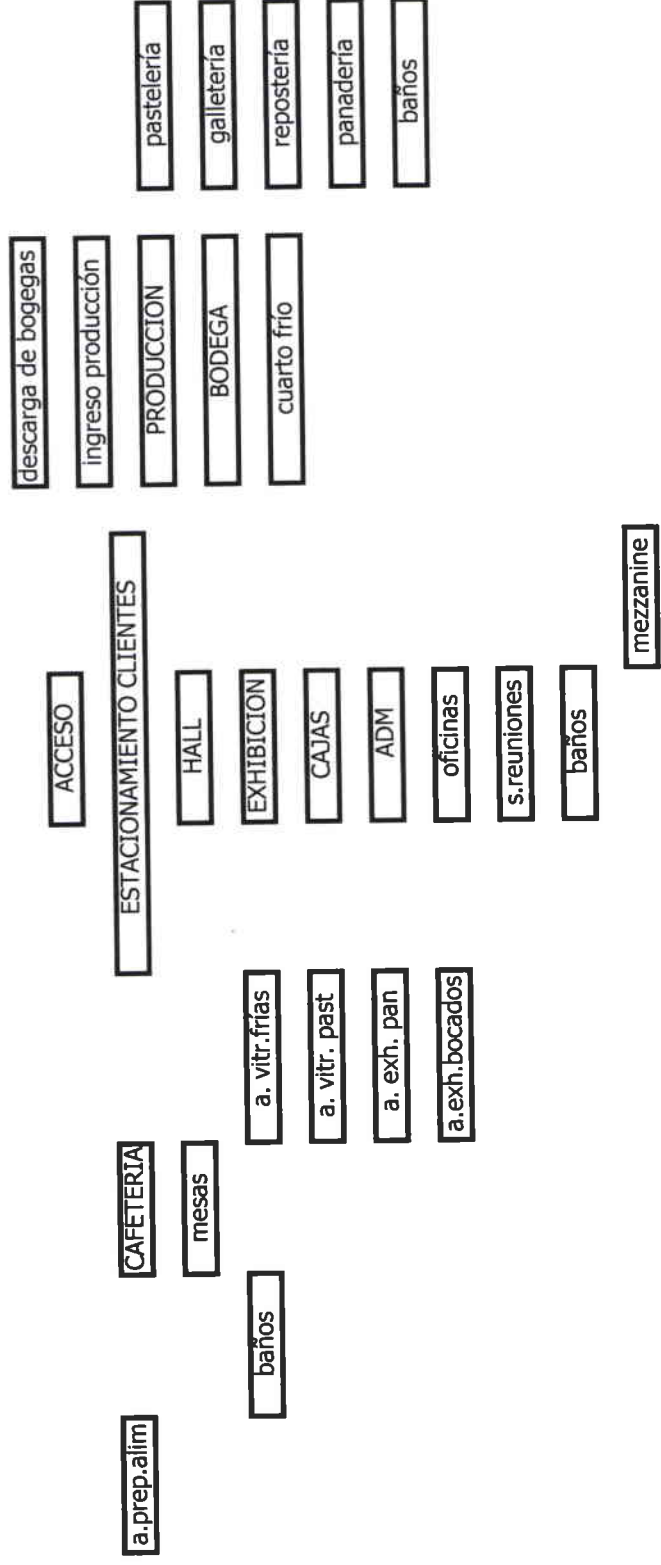 a.prep.alim
baños
CAFETERIA
mesas
a. vitr.frías
a. vitr. past
a. exh. pan
a.exh.bocados
ACCESO
ESTACIONAMIENTO CLIENTES
HALL
EXHIBICION
CAJAS
ADM
oficinas
s.reuniones
baños
mezzanine
descarga de bogegas
ingreso producción
PRODUCCION
BODEGA
cuarto frío
pastelería
galletería
repostería
panadería
baños